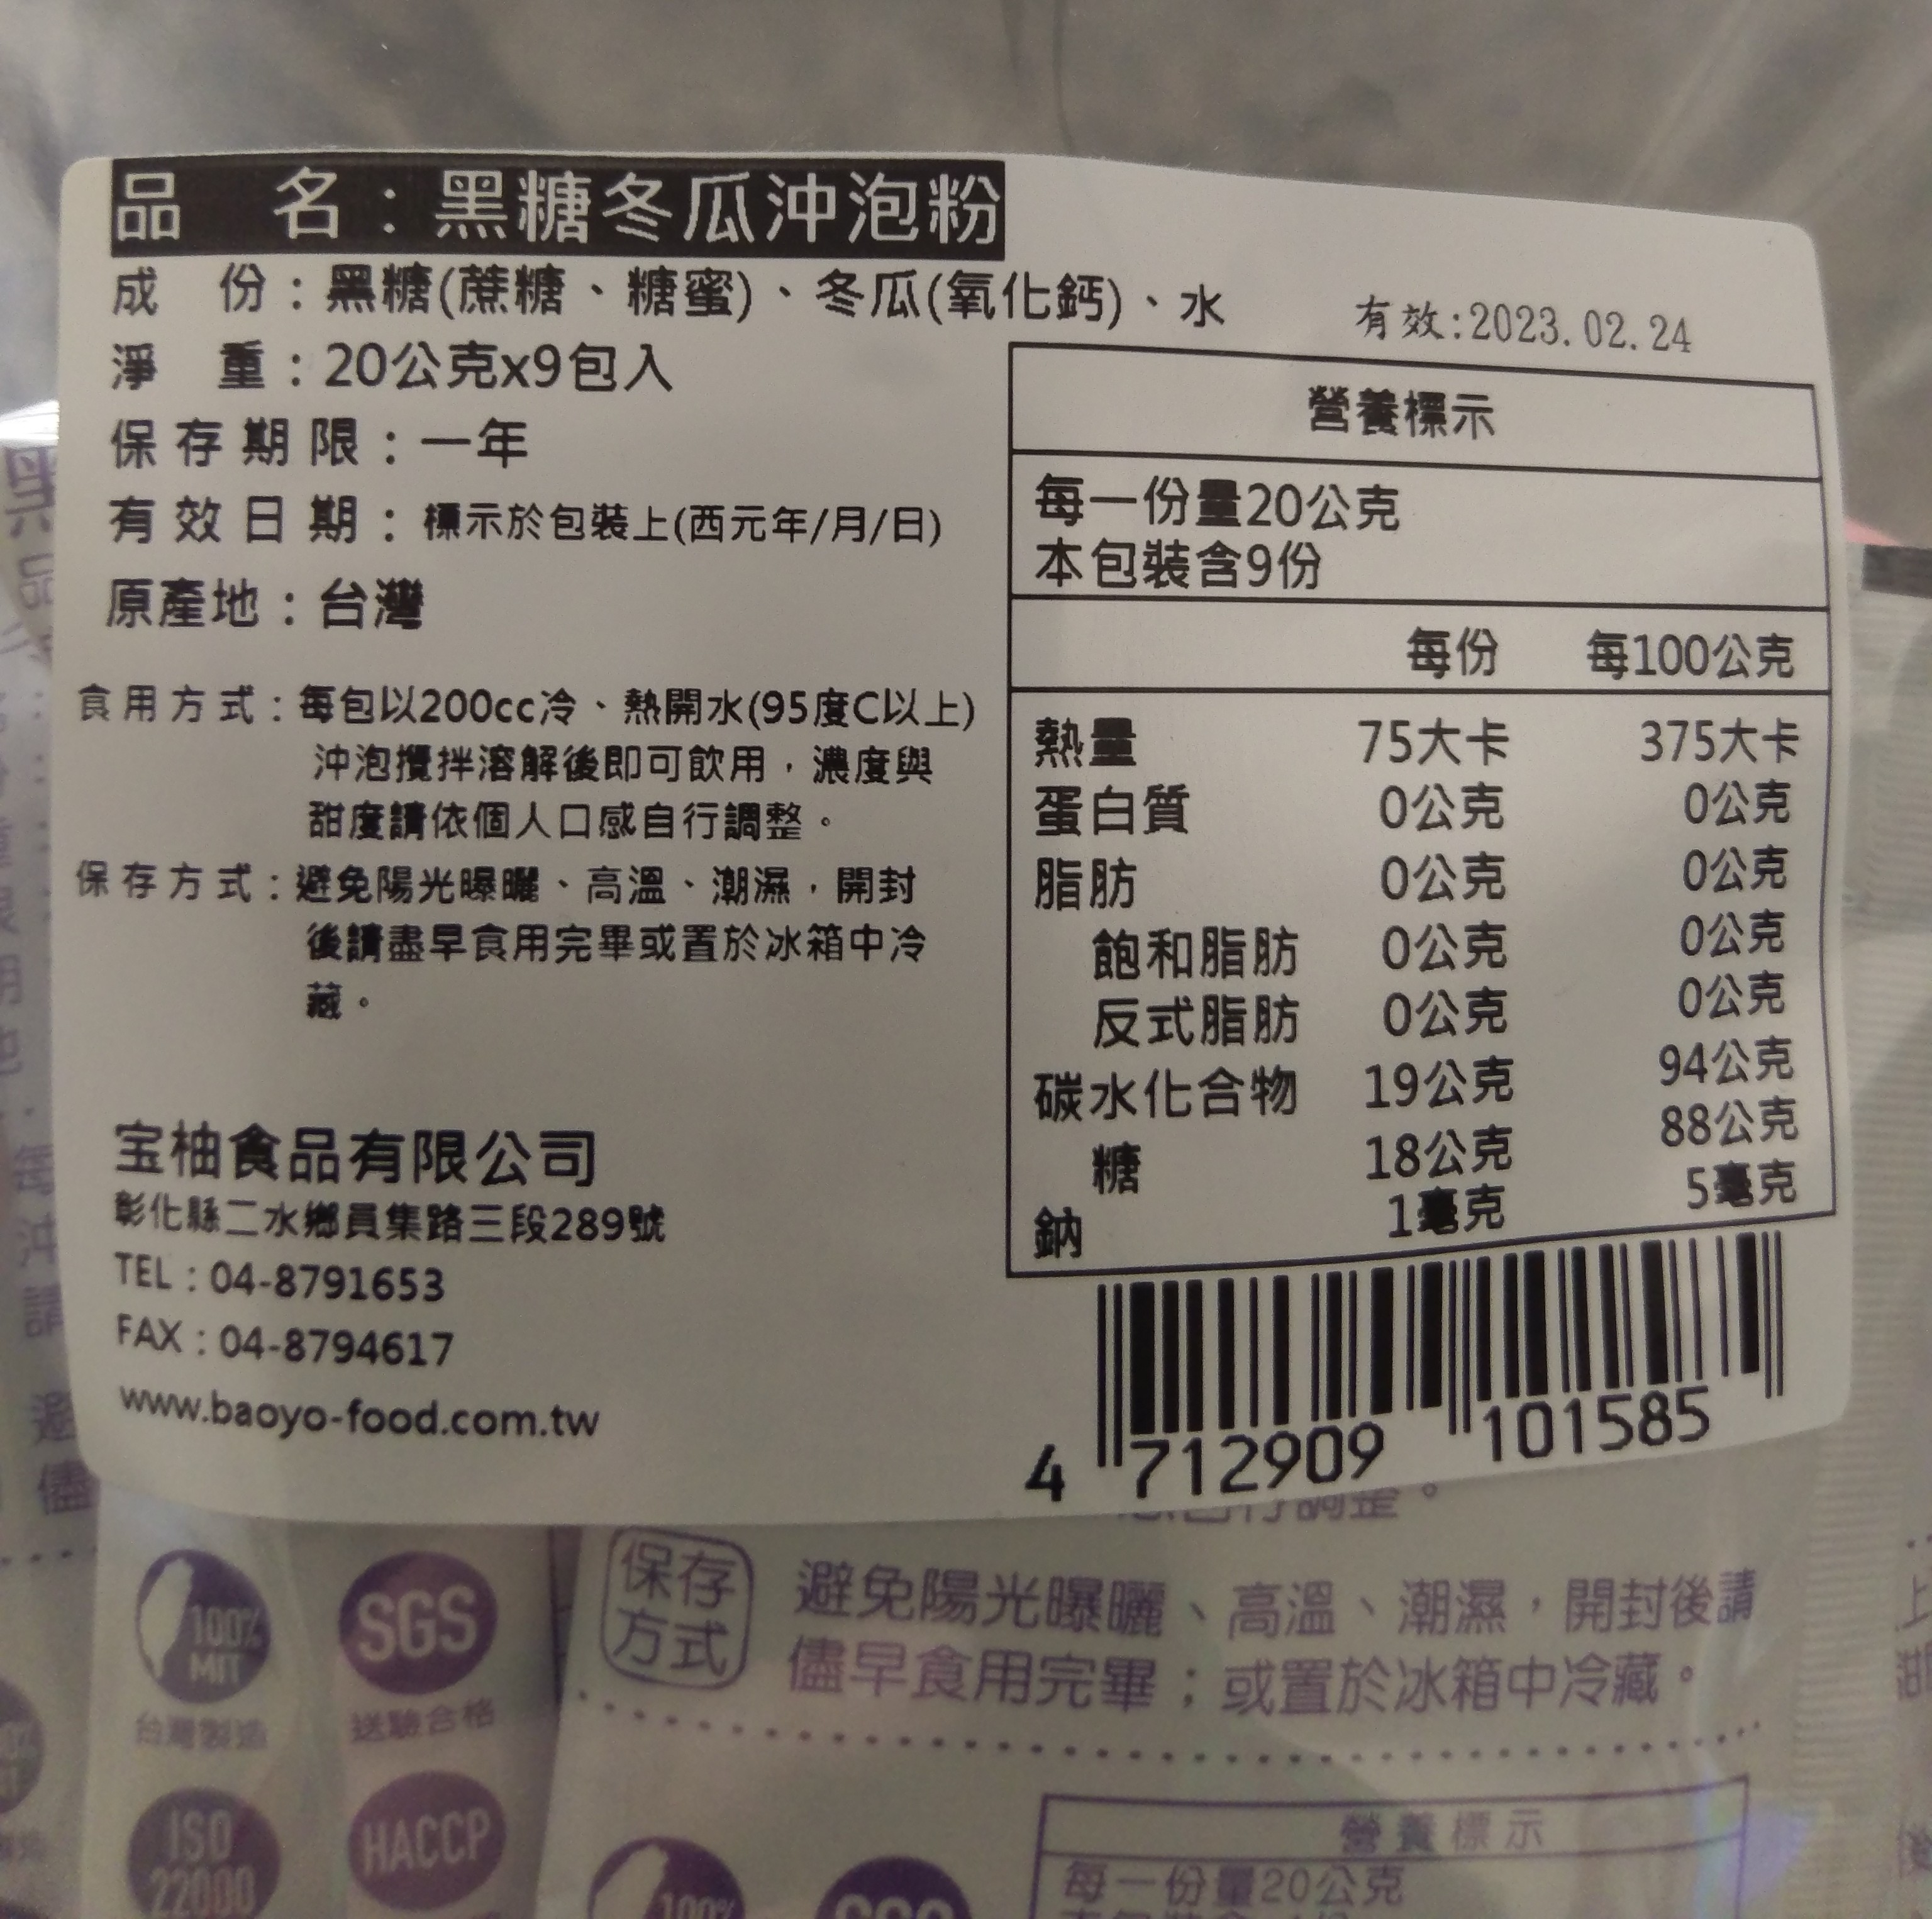 品 名：黑糖冬瓜沖泡粉
成 份：黑糖(蔗糖、糖蜜)、冬瓜(氧化鈣)、水
淨 重：20公克x9包入
保存期限：一年
有效日期：標示於包裝上(西元年/月/日)
原產地：台灣
食用方式：每包以200cc冷、熱開水(95度C以上)
沖泡攪拌溶解後即可飲用，濃度與
甜度請依個人口感自行調整。
保存方式：避免陽光曝曬、高溫、潮濕，開封
後請盡早食用完畢或置於冰箱中冷
藏。
宝柚食品有限公司
彰化縣二水鄉員集路三段289號
TEL：04-8791653
FAX：04-8794617
www.baoyo-food.com.tw
有效:2023.02.24
營養標示
每一份量20公克
本包裝含9份
每份 每100公克
熱量 75大卡 375大卡
蛋白質 0公克 0公克
脂肪 0公克 0公克
飽和脂肪 0公克 0公克
反式脂肪 0公克 0公克
碳水化合物 19公克 94公克
糖 18公克 88公克
鈉 1毫克 5毫克
4 712909 101585
自行調整。
保存
方式
避免陽光曝曬、高溫、潮濕，開封後請
儘早食用完畢；或置於冰箱中冷藏。
100%
MIT
台灣製造
SGS
送驗合格
ISO
22000
HACCP
100%
SGS
營養標示
每一份量20公克